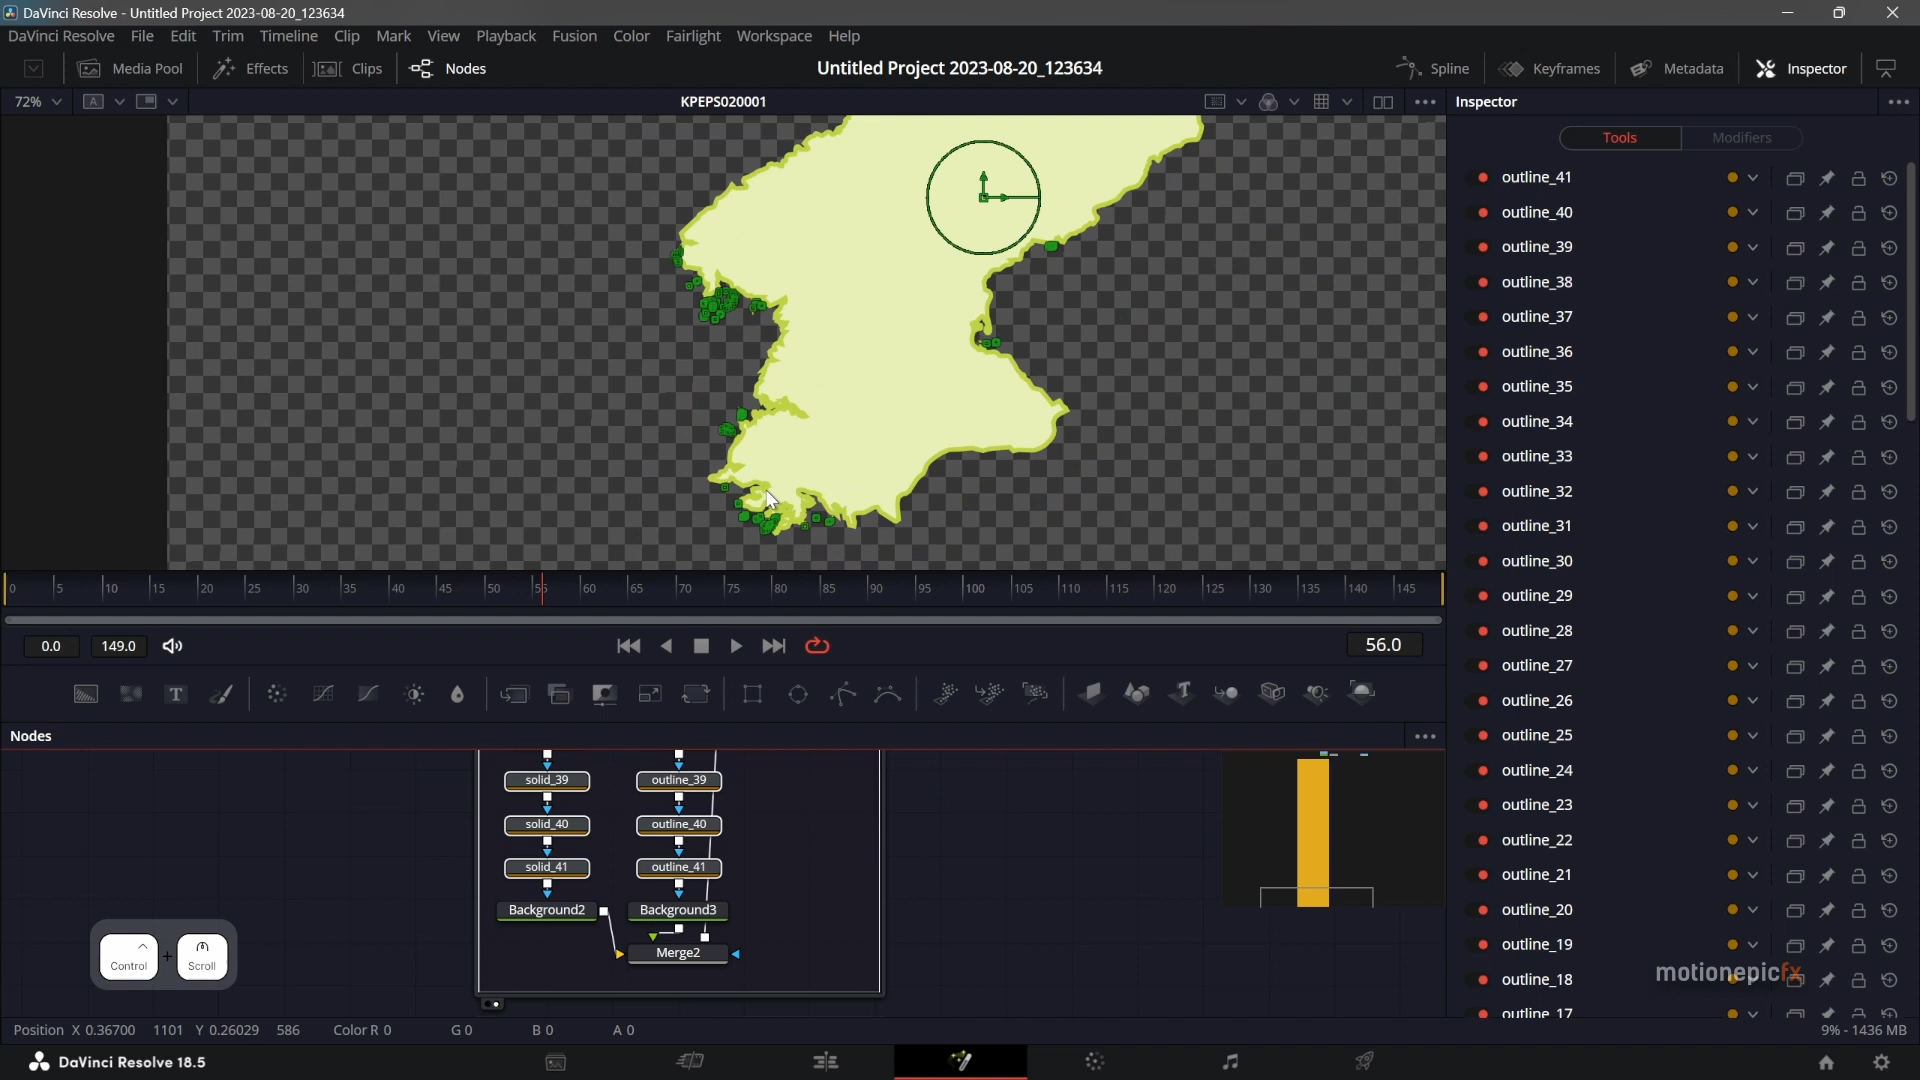 DaVinci Resolve - Untitled Project 2023-08-20_123634
DaVinci Resolve File Edit Trim Timeline Clip Mark View Playback Fusion Color Fairlight Workspace Help
Media Pool Effects Clips Nodes Untitled Project 2023-08-20_123634 Spline Keyframes Metadata Inspector
72% A KPEPS020001 Inspector
Tools Modifiers
outline_41
outline_40
outline_39
outline_38
outline_37
outline_36
outline_35
outline_34
outline_33
outline_32
outline_31
outline_30
outline_29
outline_28
outline_27
outline_26
outline_25
outline_24
outline_23
outline_22
outline_21
outline_20
outline_19
outline_18
outline_17
0 5 10 15 20 25 30 35 40 45 50 55 60 65 70 75 80 85 90 95 100 105 110 115 120 125 130 135 140 145
0.0 149.0 56.0
T T
Nodes
solid_39 outline_39
solid_40 outline_40
solid_41 outline_41
Background2 Background3
Merge2
Control + Scroll
motionepicfx
Position X 0.36700 1101 Y 0.26029 586 Color R 0 G 0 B 0 A 0 9% - 1436 MB
DaVinci Resolve 18.5